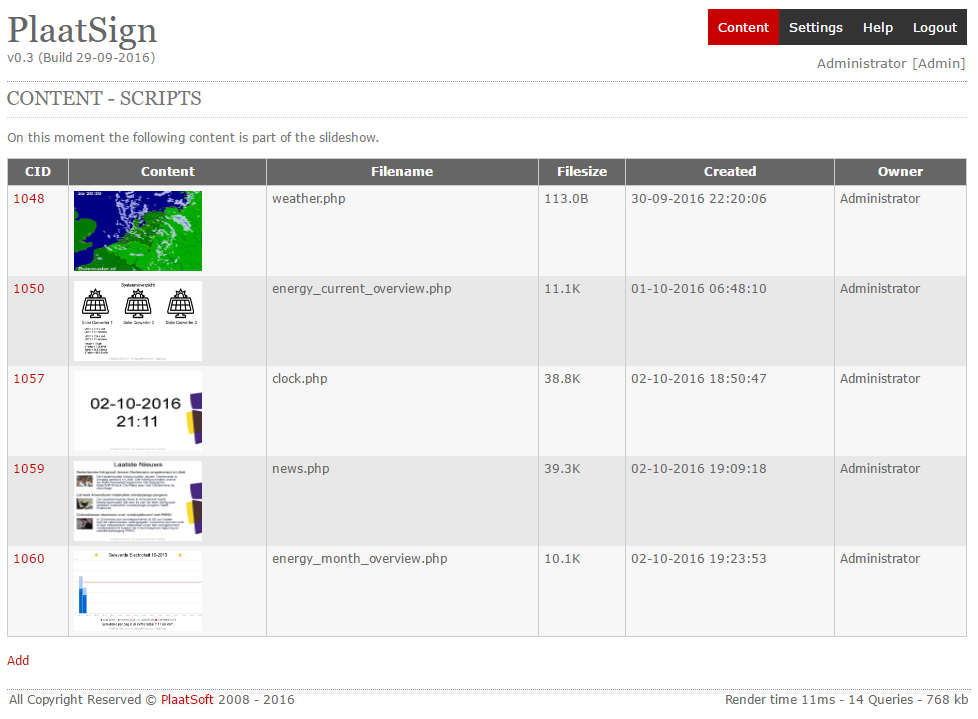 PlaatSign
v0.3 (Build 29-09-2016)
Content Settings Help Logout
Administrator [Admin]
CONTENT - SCRIPTS
On this moment the following content is part of the slideshow.
CID Content Filename Filesize Created Owner
1048 weather.php 113.0B 30-09-2016 22:20:06 Administrator
1050 energy_current_overview.php 11.1K 01-10-2016 06:48:10 Administrator
Systeemoverzicht
Solar Converter 1 Solar Converter 2 Solar Converter 3
1057 clock.php 38.8K 02-10-2016 18:50:47 Administrator
02-10-2016
21:11
1059 news.php 39.3K 02-10-2016 19:09:18 Administrator
Laatste Nieuws
1060 energy_month_overview.php 10.1K 02-10-2016 19:23:53 Administrator
Geleverde Electriciteit 10-2016
Add
All Copyright Reserved © PlaatSoft 2008 - 2016
Render time 11ms - 14 Queries - 768 kb